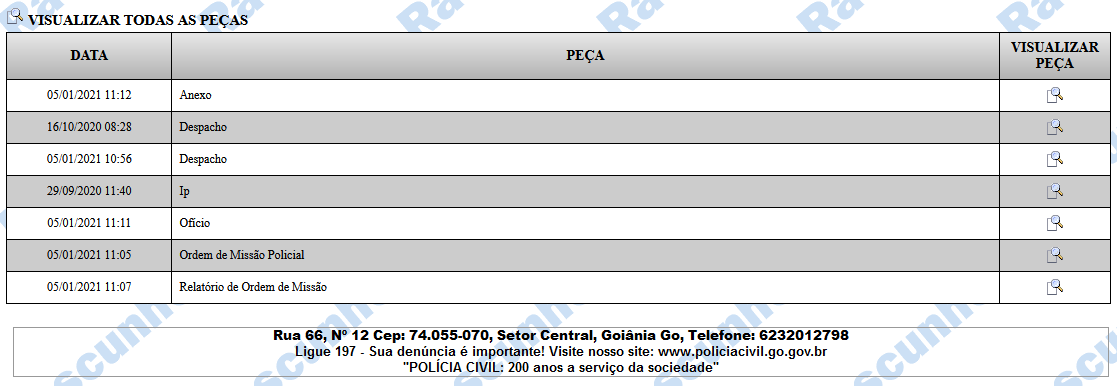 VISUALIZAR TODAS AS PEÇAS
DATA PEÇA VISUALIZAR PEÇA
05/01/2021 11:12 Anexo
16/10/2020 08:28 Despacho
05/01/2021 10:56 Despacho
29/09/2020 11:40 Ip
05/01/2021 11:11 Ofício
05/01/2021 11:05 Ordem de Missão Policial
05/01/2021 11:07 Relatório de Ordem de Missão
Rua 66, Nº 12 Cep: 74.055-070, Setor Central, Goiânia Go, Telefone: 6232012798
Ligue 197 - Sua denúncia é importante! Visite nosso site: www.policiacivil.go.gov.br
"POLÍCIA CIVIL: 200 anos a serviço da sociedade"